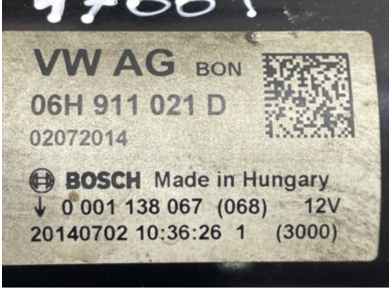 VW AG BON
06H 911 021 D
02072014
BOSCH Made in Hungary
↓ 0 001 138 067 (068) 12V
20140702 10:36:26 1 (3000)